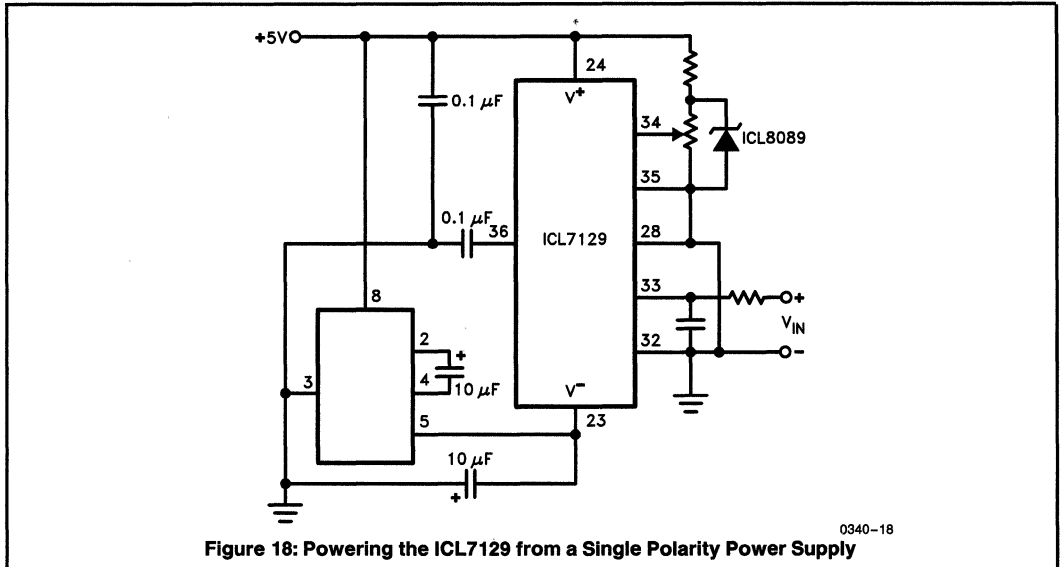 +5V
24
V+
0.1 µF
34
ICL8089
35
0.1 µF
36
ICL7129
28
8
33
+
VIN
2
+
32
-
3
4
10 µF
V-
5
23
10 µF
+
0340-18
Figure 18: Powering the ICL7129 from a Single Polarity Power Supply